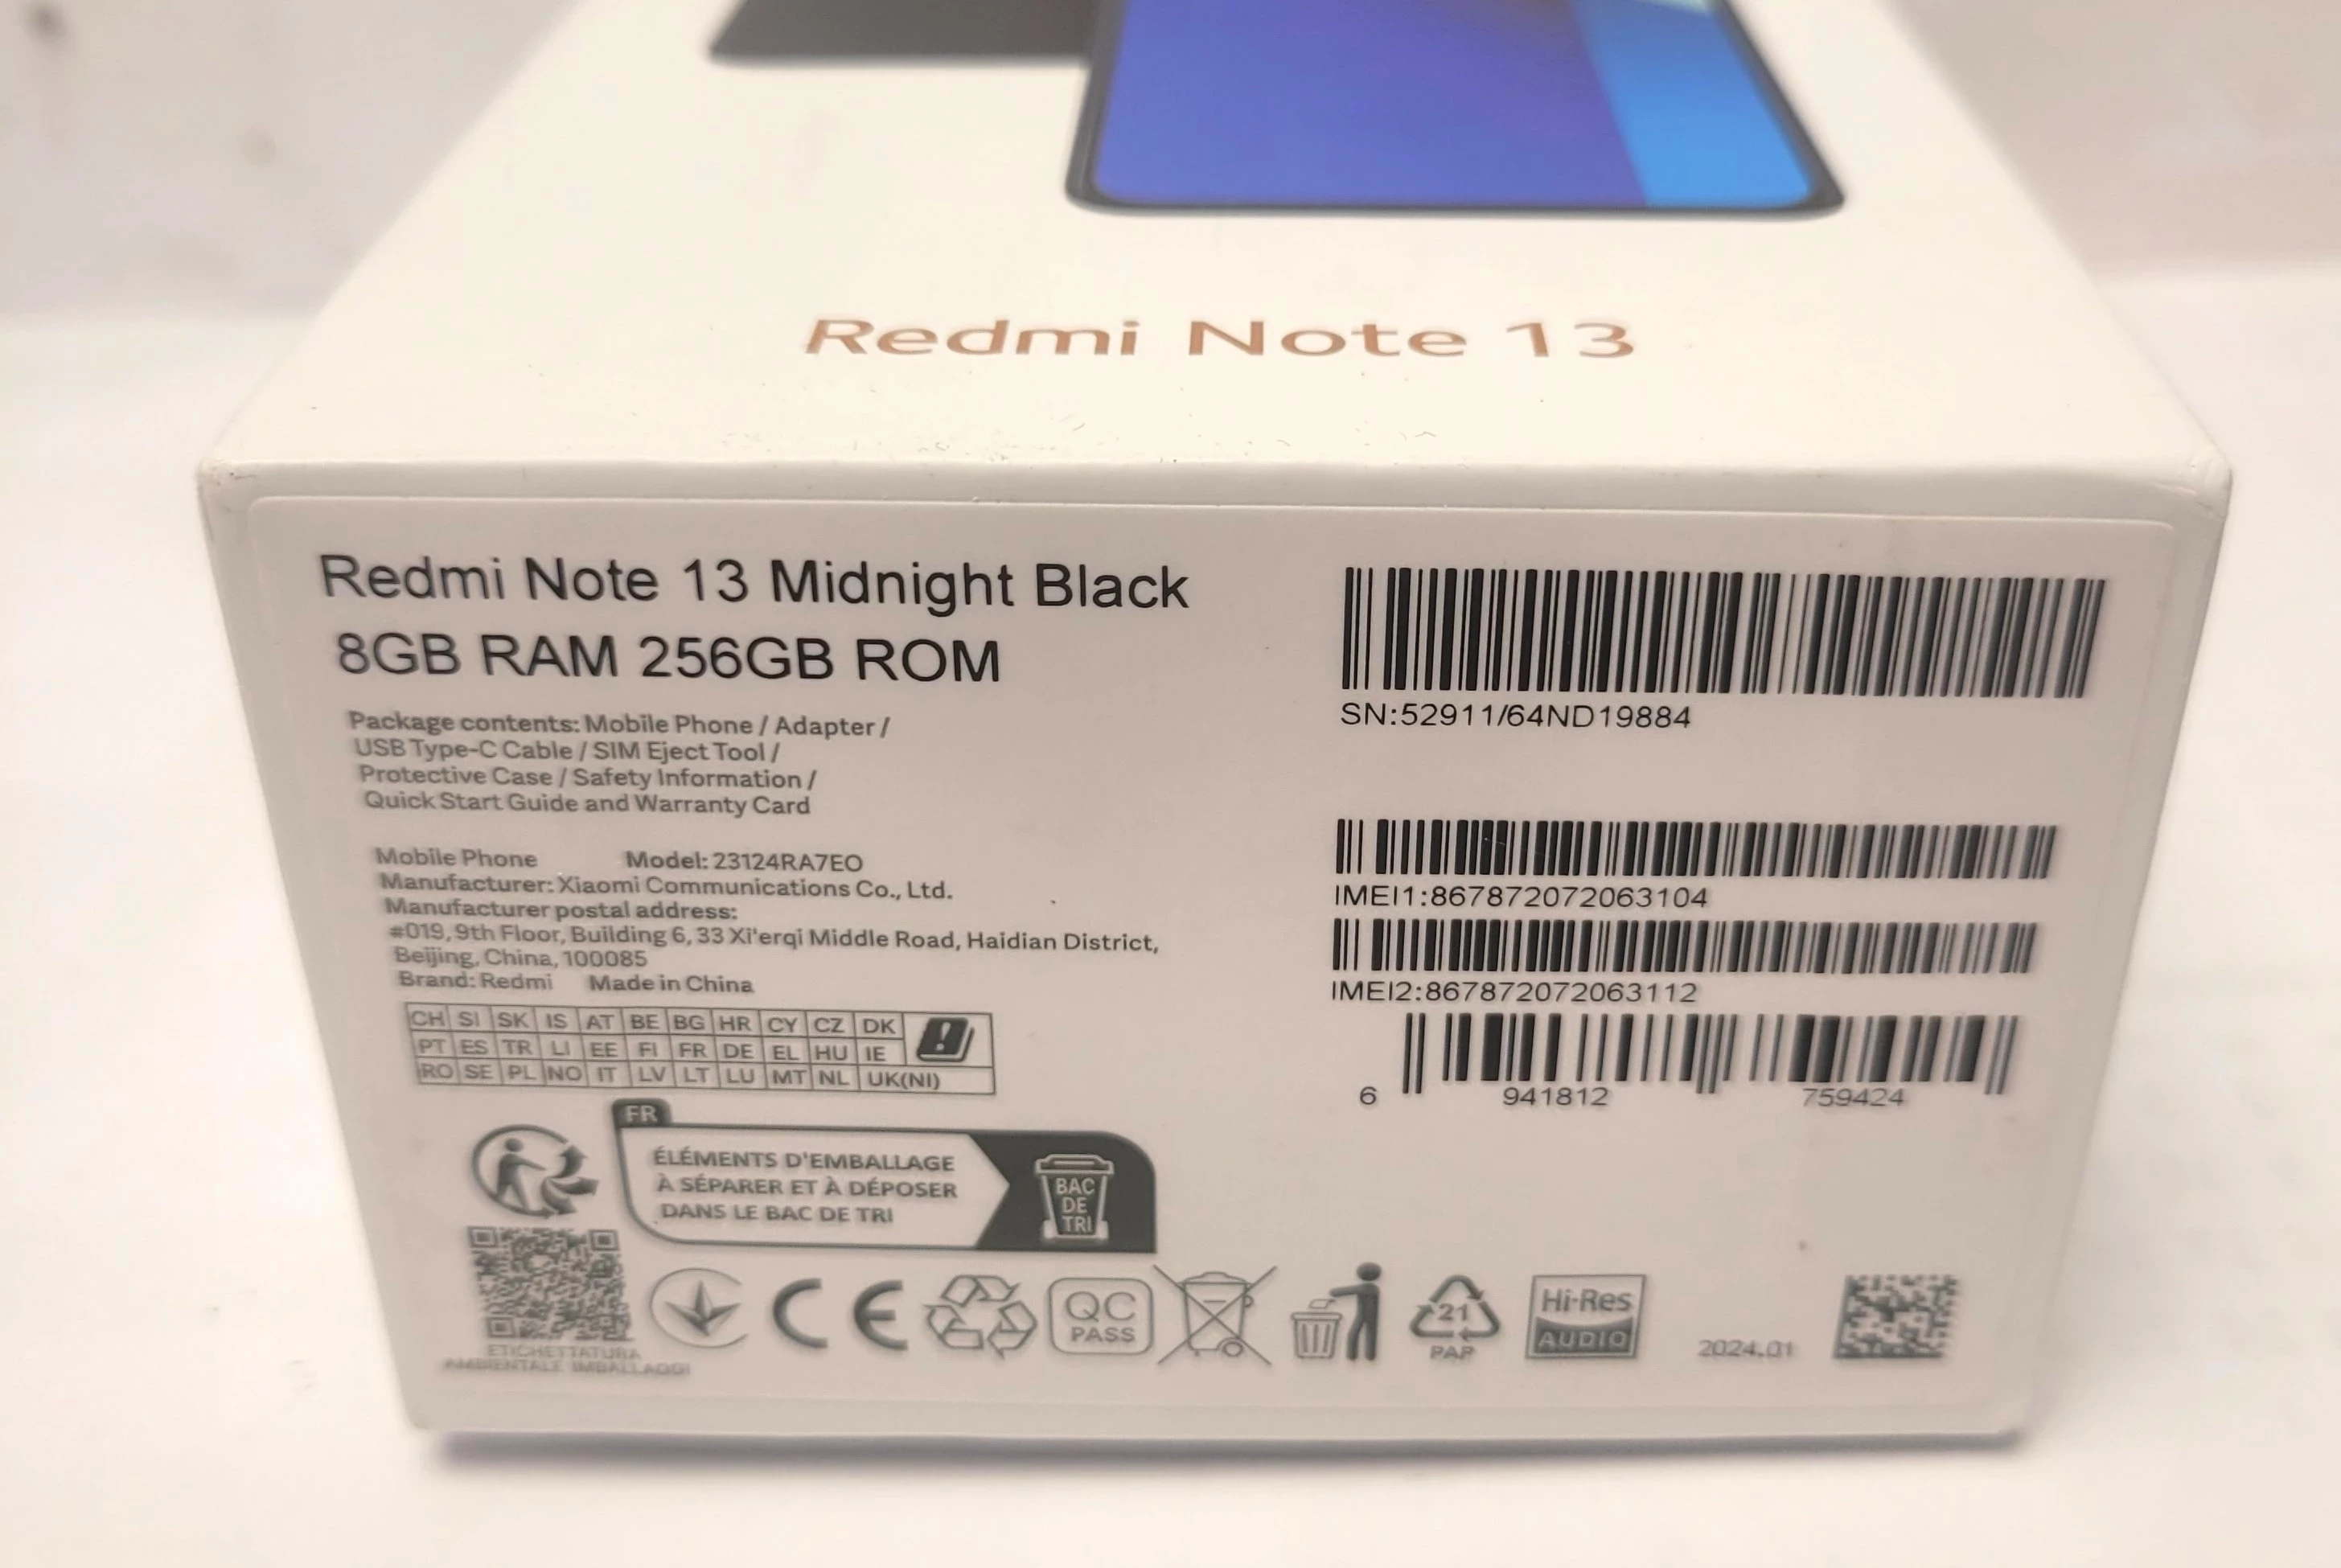 Redmi Note 13
Redmi Note 13 Midnight Black
8GB RAM 256GB ROM
Package contents: Mobile Phone / Adapter /
USB Type-C Cable / SIM Eject Tool /
Protective Case / Safety Information /
Quick Start Guide and Warranty Card
Mobile Phone Model: 23124RA7EO
Manufacturer: Xiaomi Communications Co., Ltd.
Manufacturer postal address:
#019, 9th Floor, Building 6, 33 Xi'erqi Middle Road, Haidian District,
Beijing, China, 100085
Brand: Redmi Made in China
CH SI SK IS AT BE BG HR CY CZ DK
PT ES TR LI EE FI FR DE EL HU IE
RO SE PL NO IT LV LT LU MT NL UK(NI)
SN:52911/64ND19884
IMEI1:867872072063104
IMEI2:867872072063112
6 941812 759424
FR
ÉLÉMENTS D'EMBALLAGE
À SÉPARER ET À DÉPOSER
DANS LE BAC DE TRI
BAC
DE
TRI
ETICHETTATURA
AMBIENTALE IMBALLAGGI
CE
QC
PASS
21
PAP
Hi-Res
AUDIO
2024.01